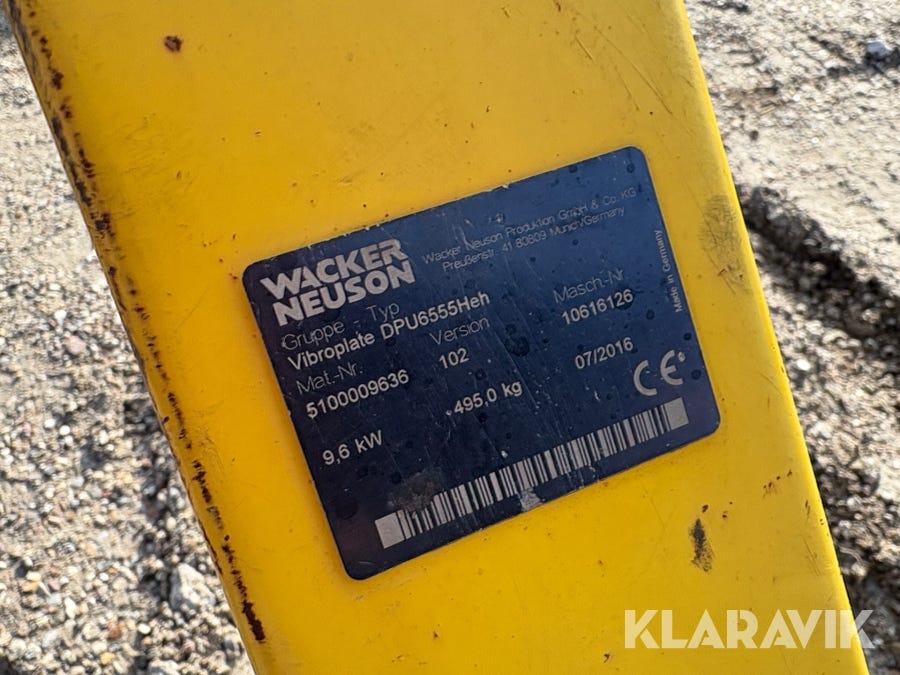 WACKER
NEUSON
Wacker Neuson Produktion GmbH & Co. KG
Preußenstr. 41 80809 Munich/Germany
Made in Germany
Gruppe - Typ
Vibroplate DPU6555Heh
Mat.-Nr. Version Masch.-Nr
5100009636 102 10616126
9,6 kW 495,0 kg 07/2016
CE
KLARAVIK